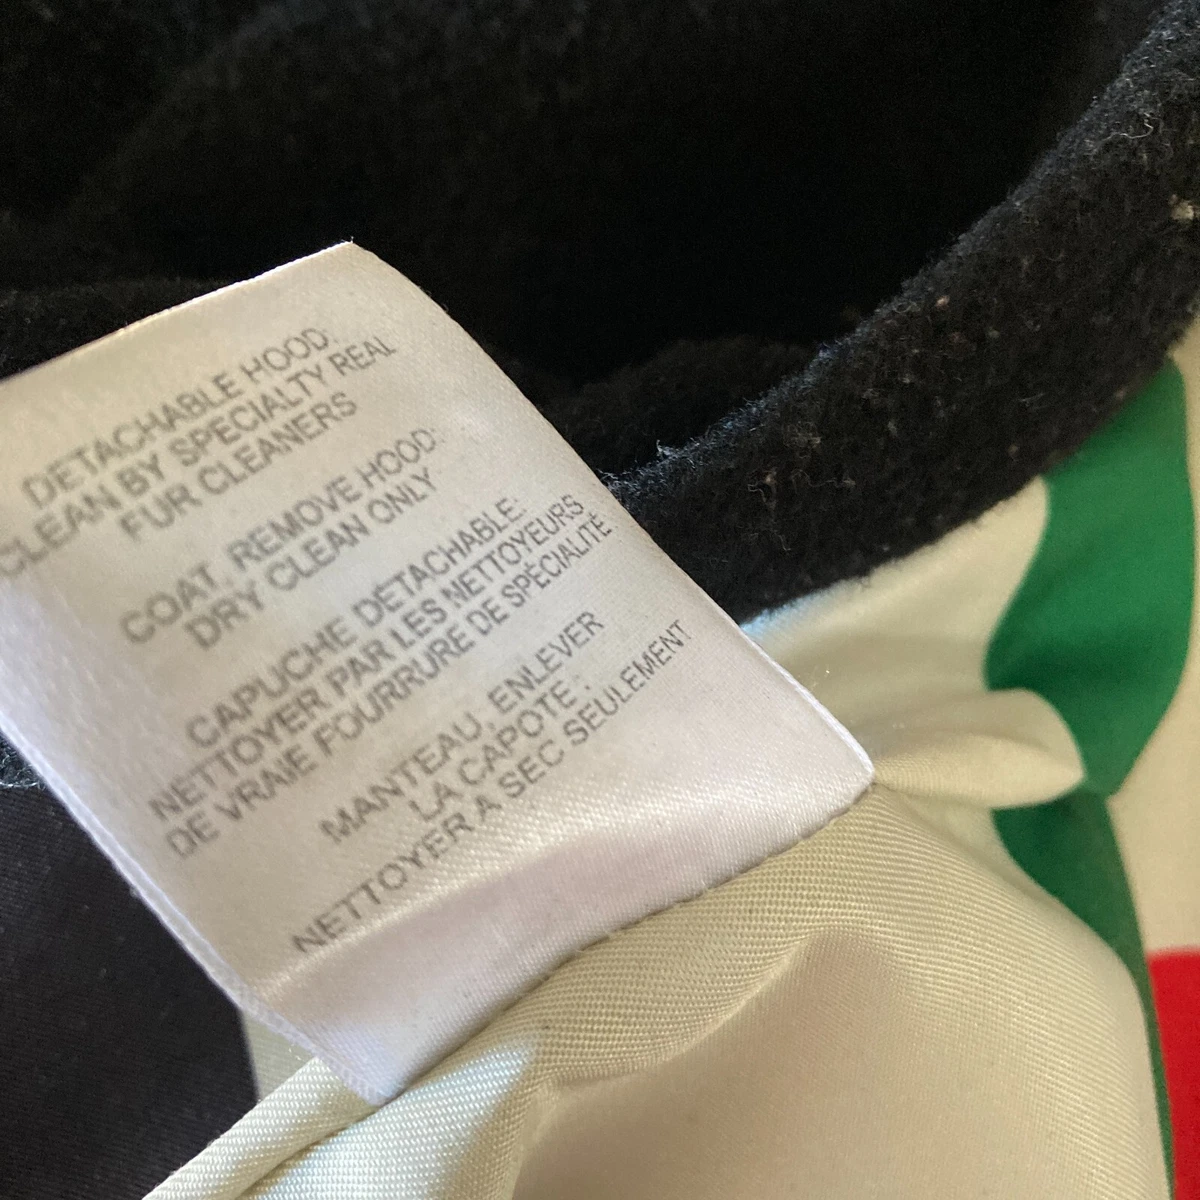 DETACHABLE HOOD:
CLEAN BY SPECIALTY REAL
FUR CLEANERS
COAT, REMOVE HOOD:
DRY CLEAN ONLY
CAPUCHE DÉTACHABLE:
NETTOYER PAR LES NETTOYEURS
DE VRAIE FOURRURE DE SPÉCIALITÉ
MANTEAU, ENLEVER
LA CAPOTE :
NETTOYER A SEC SEULEMENT